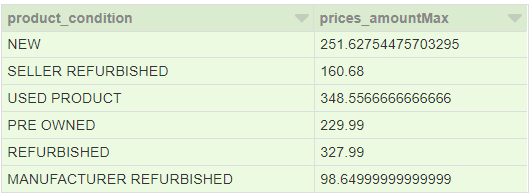 product_condition prices_amountMax
NEW 251.62754475703295
SELLER REFURBISHED 160.68
USED PRODUCT 348.5566666666666
PRE OWNED 229.99
REFURBISHED 327.99
MANUFACTURER REFURBISHED 98.64999999999999